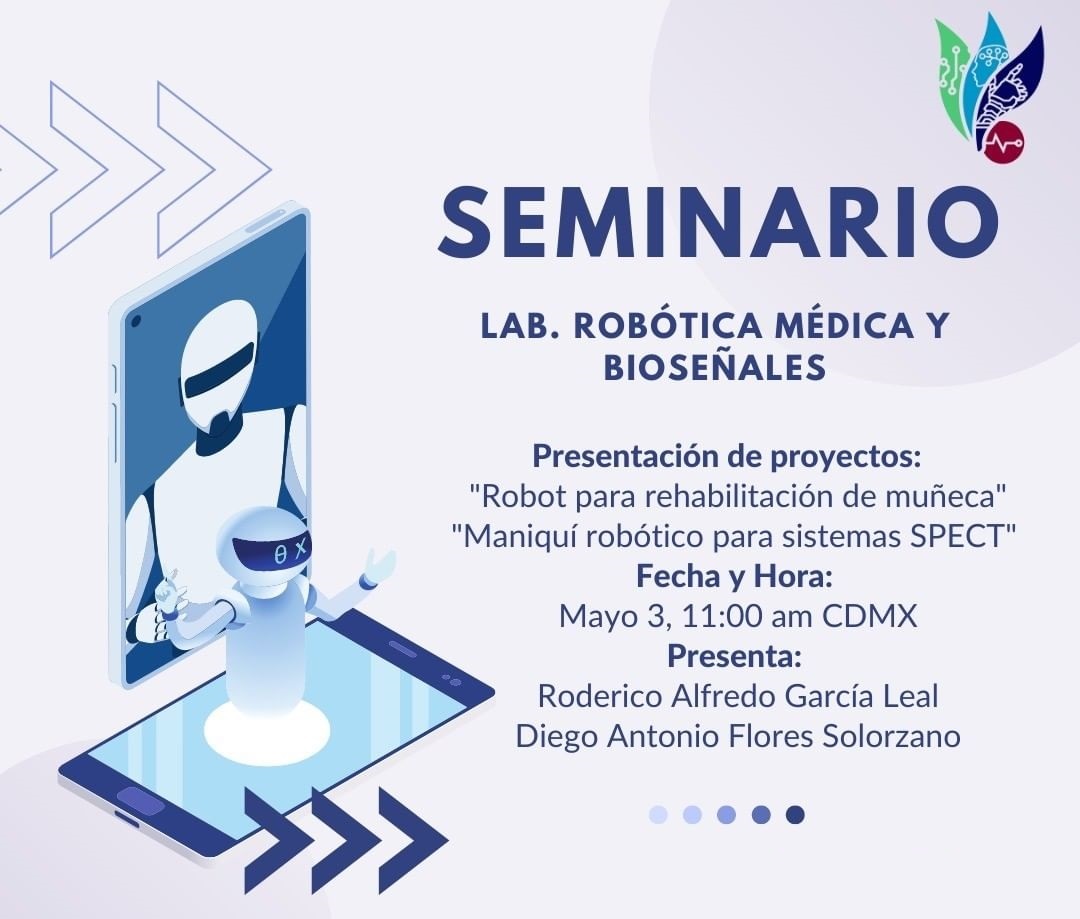 SEMINARIO
LAB. ROBÓTICA MÉDICA Y
BIOSEÑALES
Presentación de proyectos:
"Robot para rehabilitación de muñeca"
"Maniquí robótico para sistemas SPECT"
Fecha y Hora:
Mayo 3, 11:00 am CDMX
Presenta:
Roderico Alfredo García Leal
Diego Antonio Flores Solorzano